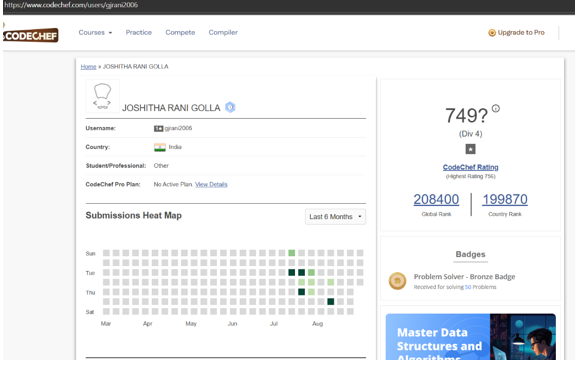 https://www.codechef.com/users/gjrani2006
CODECHEF
Courses
Practice
Compete
Compiler
Upgrade to Pro
Home » JOSHITHA RANI GOLLA
JOSHITHA RANI GOLLA
Username: 1★ gjrani2006
Country: India
Student/Professional: Other
CodeChef Pro Plan: No Active Plan. View Details
Submissions Heat Map
Last 6 Months
Sun
Tue
Thu
Sat
Mar Apr May Jun Jul Aug
749?
(Div 4)
★
CodeChef Rating
(Highest Rating 756)
208400
Global Rank
199870
Country Rank
Badges
Problem Solver - Bronze Badge
Received for solving 50 Problems
Master Data
Structures and
Algorithms